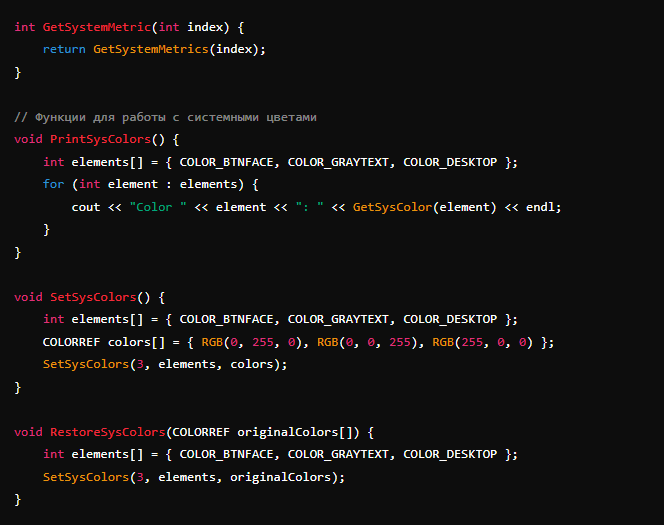 int GetSystemMetric(int index) {
    return GetSystemMetrics(index);
}

// Функции для работы с системными цветами
void PrintSysColors() {
    int elements[] = { COLOR_BTNFACE, COLOR_GRAYTEXT, COLOR_DESKTOP };
    for (int element : elements) {
        cout << "Color " << element << ": " << GetSysColor(element) << endl;
    }
}

void SetSysColors() {
    int elements[] = { COLOR_BTNFACE, COLOR_GRAYTEXT, COLOR_DESKTOP };
    COLORREF colors[] = { RGB(0, 255, 0), RGB(0, 0, 255), RGB(255, 0, 0) };
    SetSysColors(3, elements, colors);
}

void RestoreSysColors(COLORREF originalColors[]) {
    int elements[] = { COLOR_BTNFACE, COLOR_GRAYTEXT, COLOR_DESKTOP };
    SetSysColors(3, elements, originalColors);
}